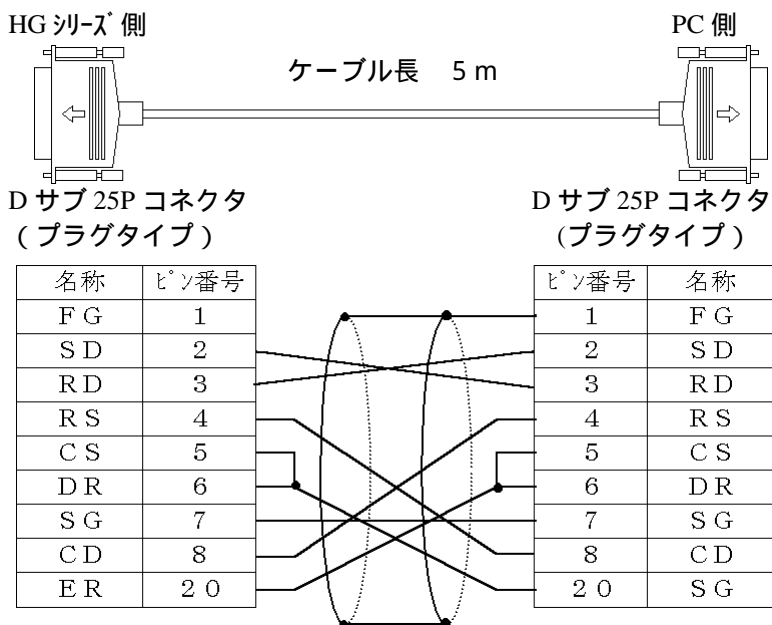 HG ｼﾘｰｽﾞ 側
PC 側
ケーブル長　5 m
D サブ 25P コネクタ
（プラグタイプ）
D サブ 25P コネクタ
(プラグタイプ）
名称 ﾋﾟﾝ番号
ＦＧ 1
ＳＤ 2
ＲＤ 3
ＲＳ 4
ＣＳ 5
ＤＲ 6
ＳＧ 7
ＣＤ 8
ＥＲ ２０
ﾋﾟﾝ番号 名称
1 ＦＧ
2 ＳＤ
3 ＲＤ
4 ＲＳ
5 ＣＳ
6 ＤＲ
7 ＳＧ
8 ＣＤ
２０ ＳＧ